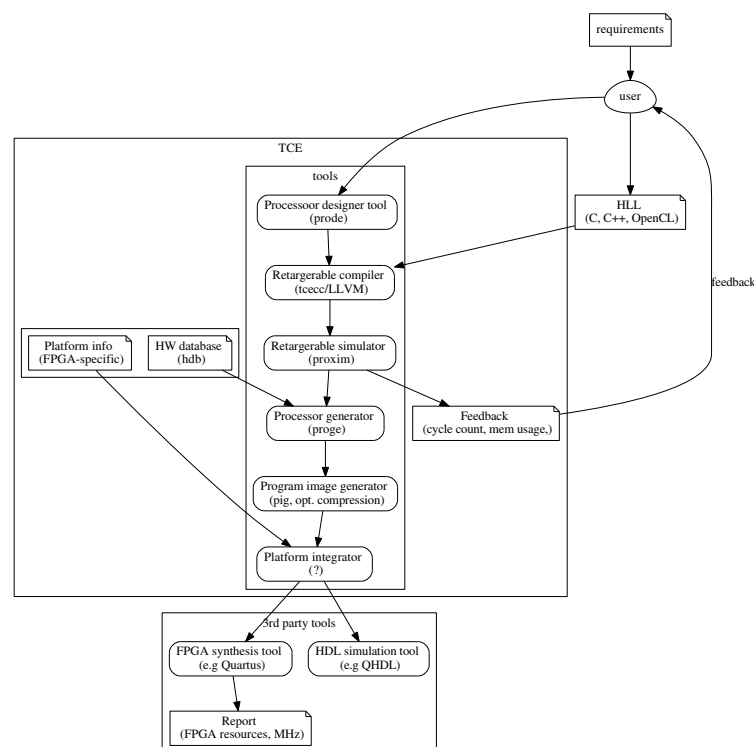 requirements
user
TCE
tools
Processoor designer tool
(prode)
HLL
(C, C++, OpenCL)
Retargerable compiler
(tcecc/LLVM)
feedback
Platform info
(FPGA-specific)
HW database
(hdb)
Retargerable simulator
(proxim)
Processor generator
(proge)
Feedback
(cycle count, mem usage,)
Program image generator
(pig, opt. compression)
Platform integrator
(?)
3rd party tools
FPGA synthesis tool
(e.g Quartus)
HDL simulation tool
(e.g QHDL)
Report
(FPGA resources, MHz)